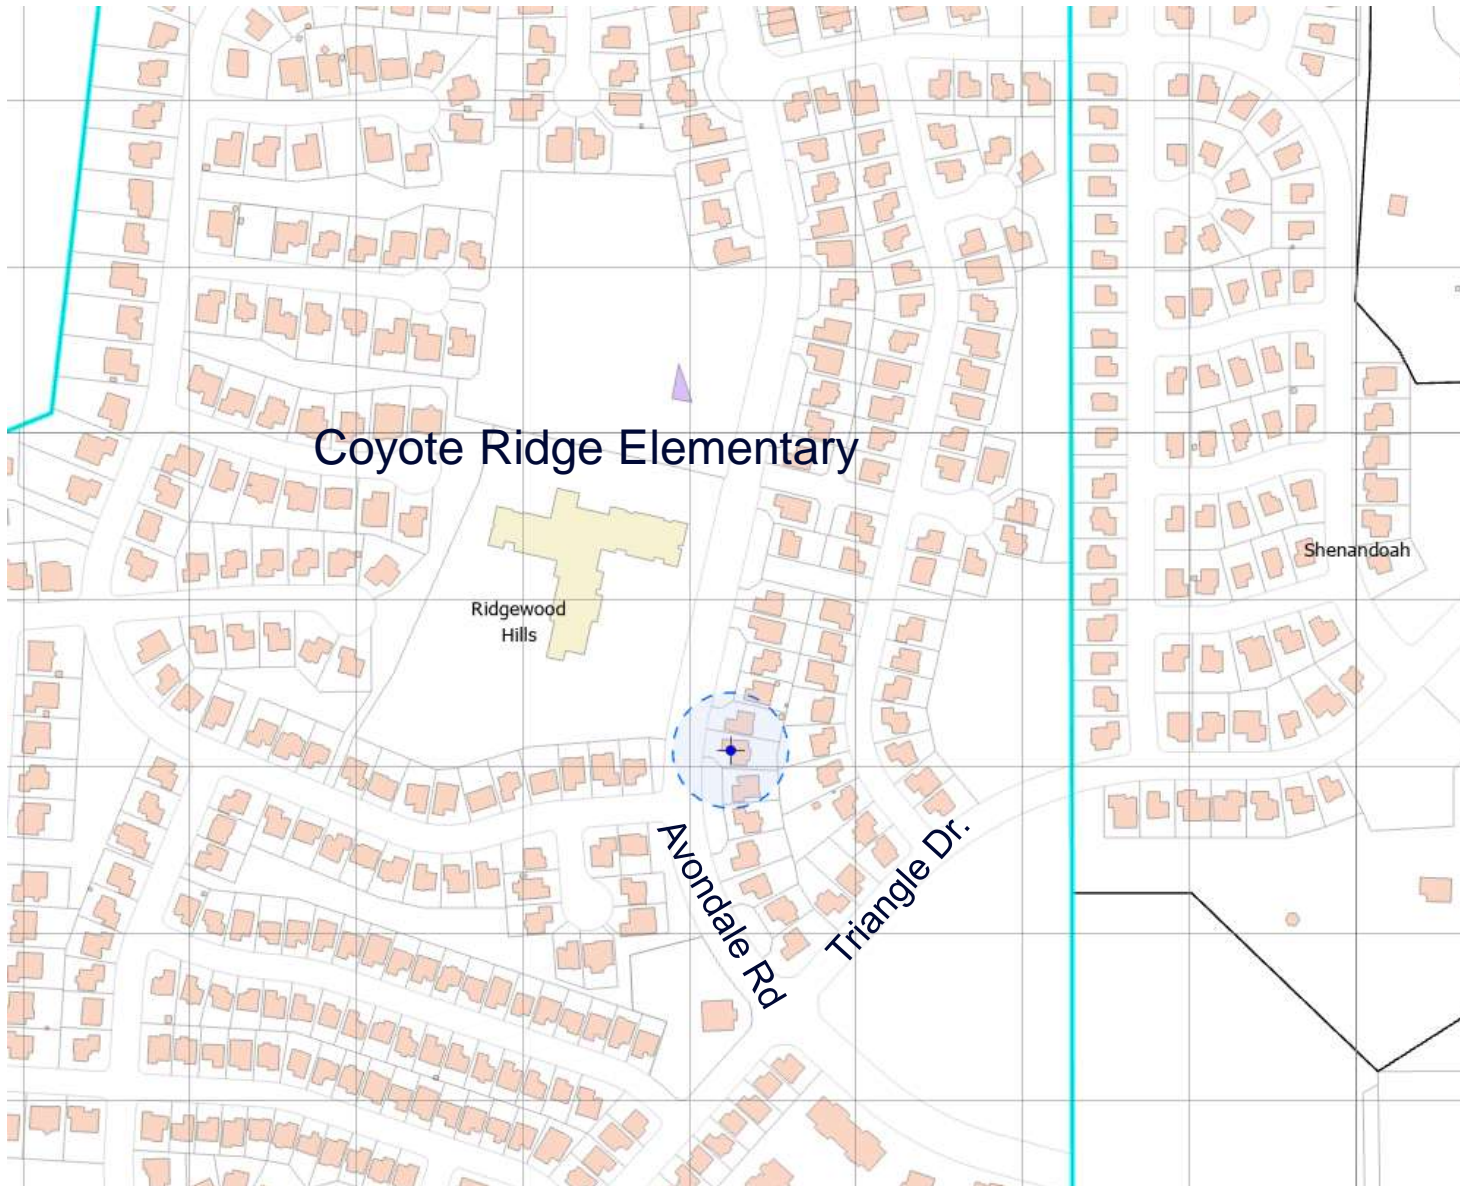 Coyote Ridge Elementary
Shenandoah
Ridgewood
Hills
Avondale Rd
Triangle Dr.